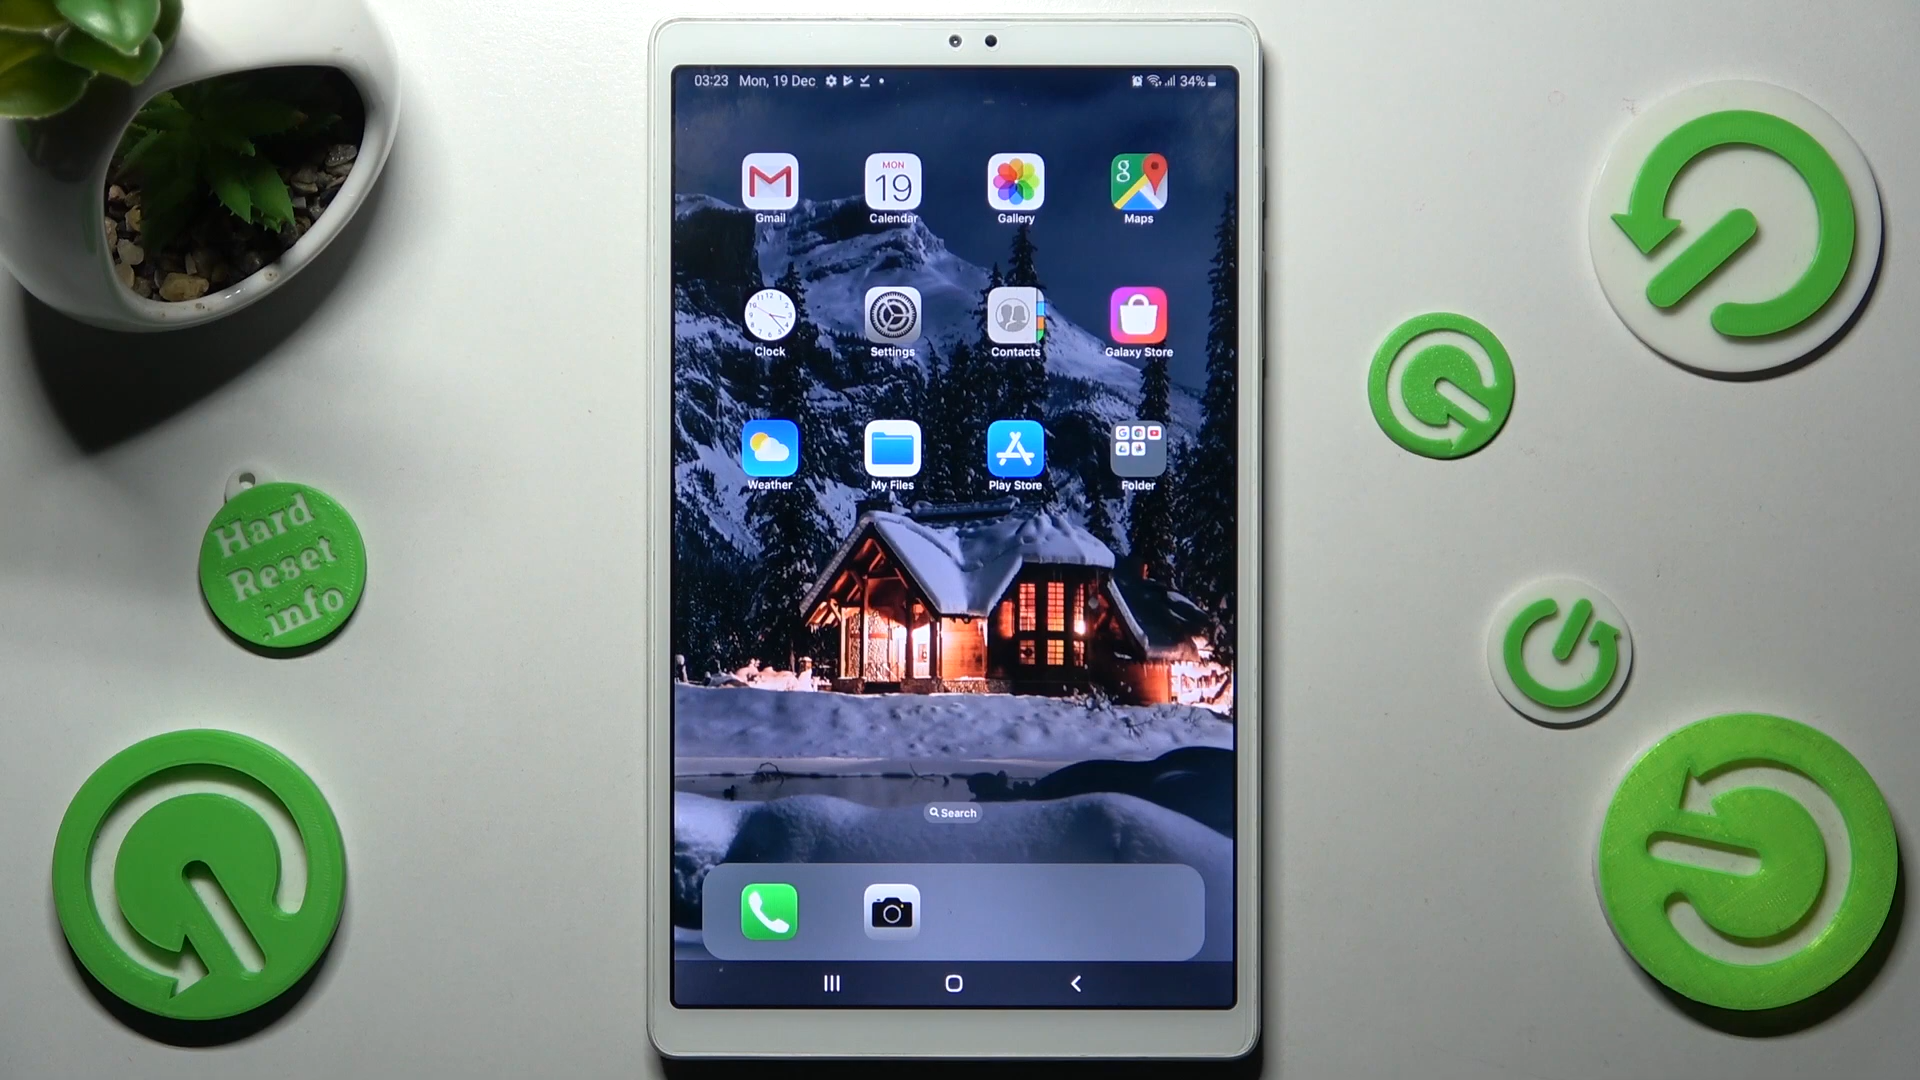 03:23 Mon, 19 Dec
34%
Gmail
MON
19
Calendar
Gallery
g
Maps
Clock
Settings
Contacts
Galaxy Store
Weather
My Files
Play Store
Folder
Search
Hard
Reset
info